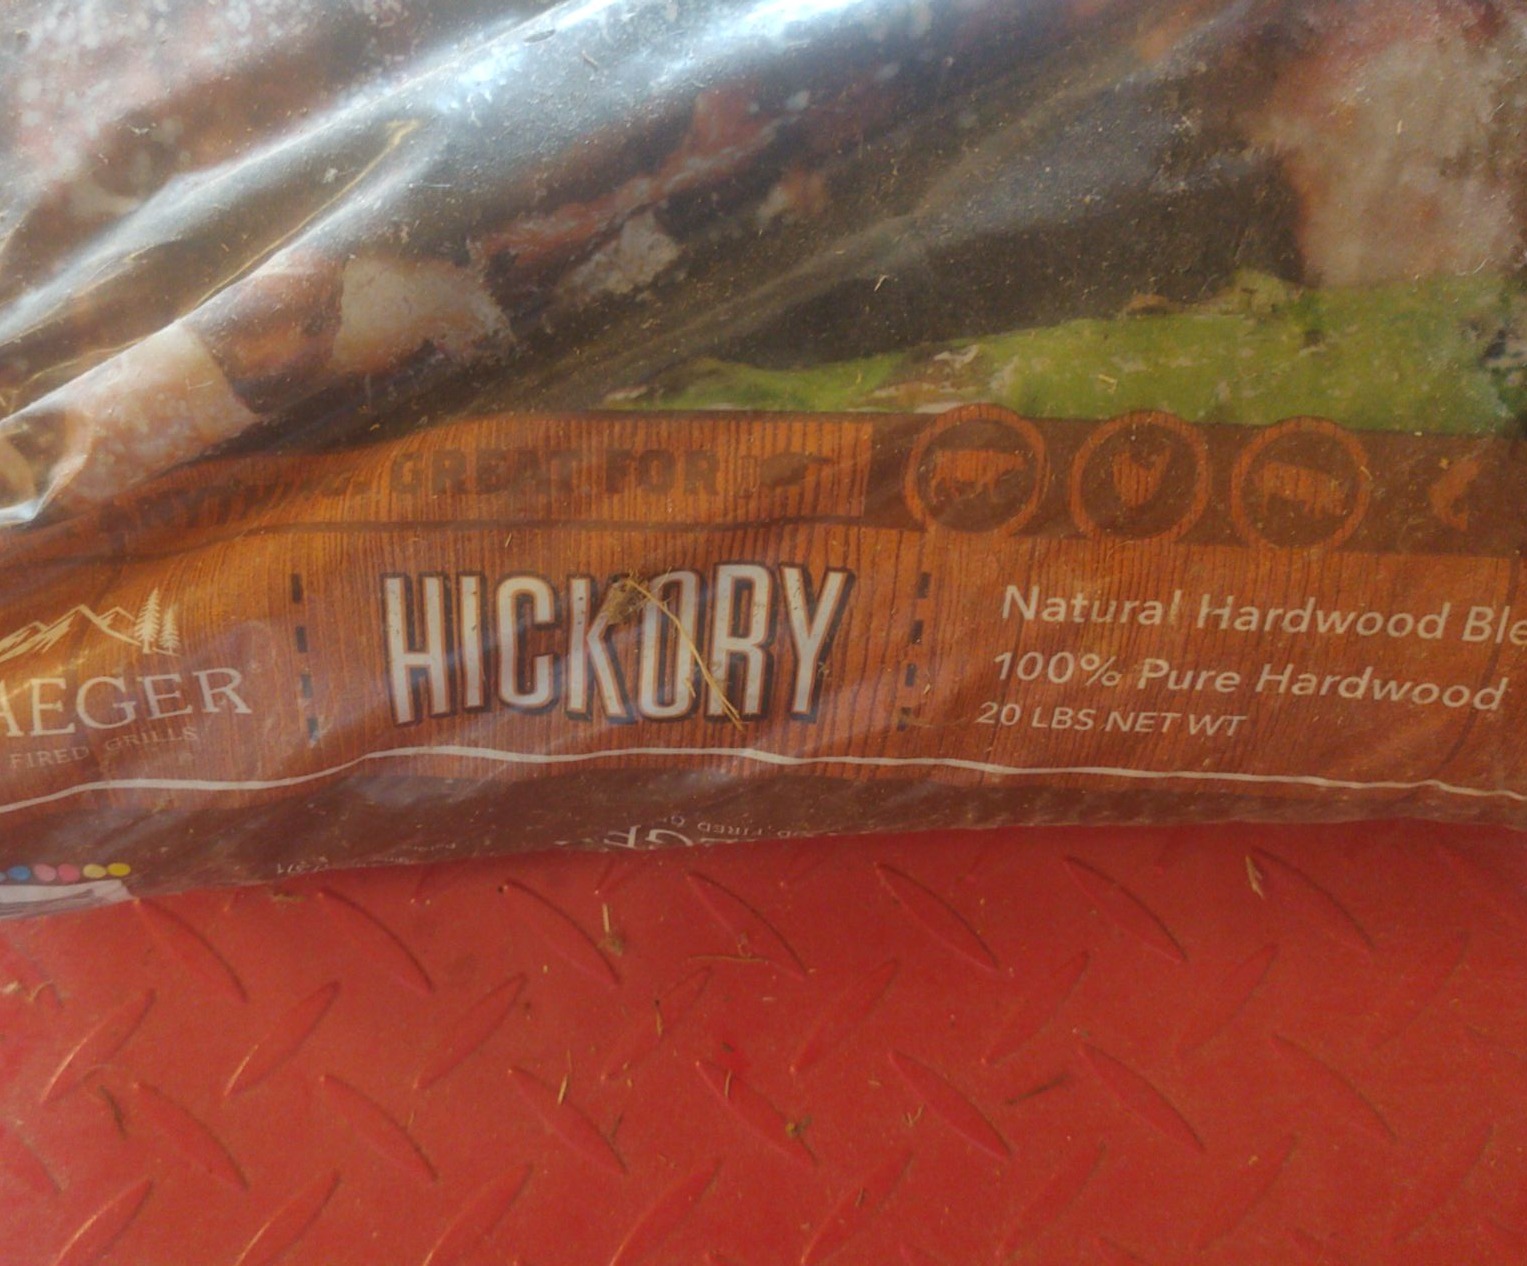 GREAT FOR
HICKORY
AEGER
FIRED GRILLS
Natural Hardwood Ble
100% Pure Hardwood
20 LBS NET WT